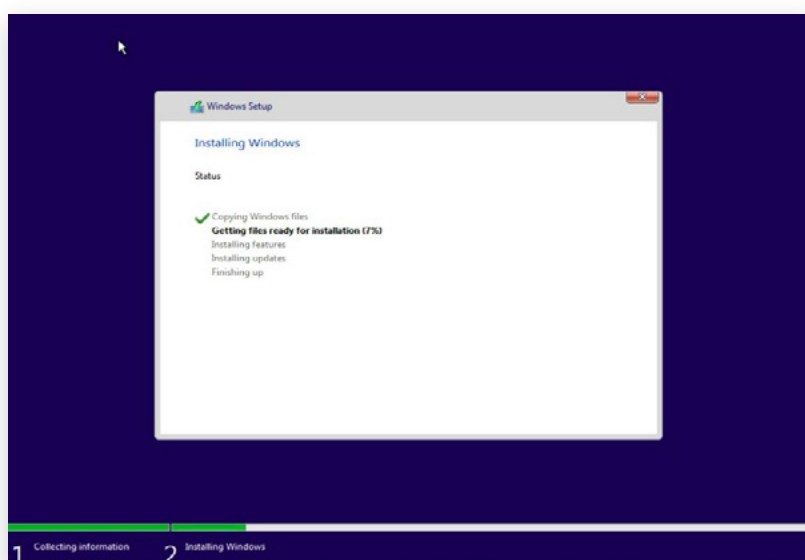 Windows Setup
Installing Windows
Status
Copying Windows files
Getting files ready for installation (7%)
Installing features
Installing updates
Finishing up
1 Collecting information
2 Installing Windows